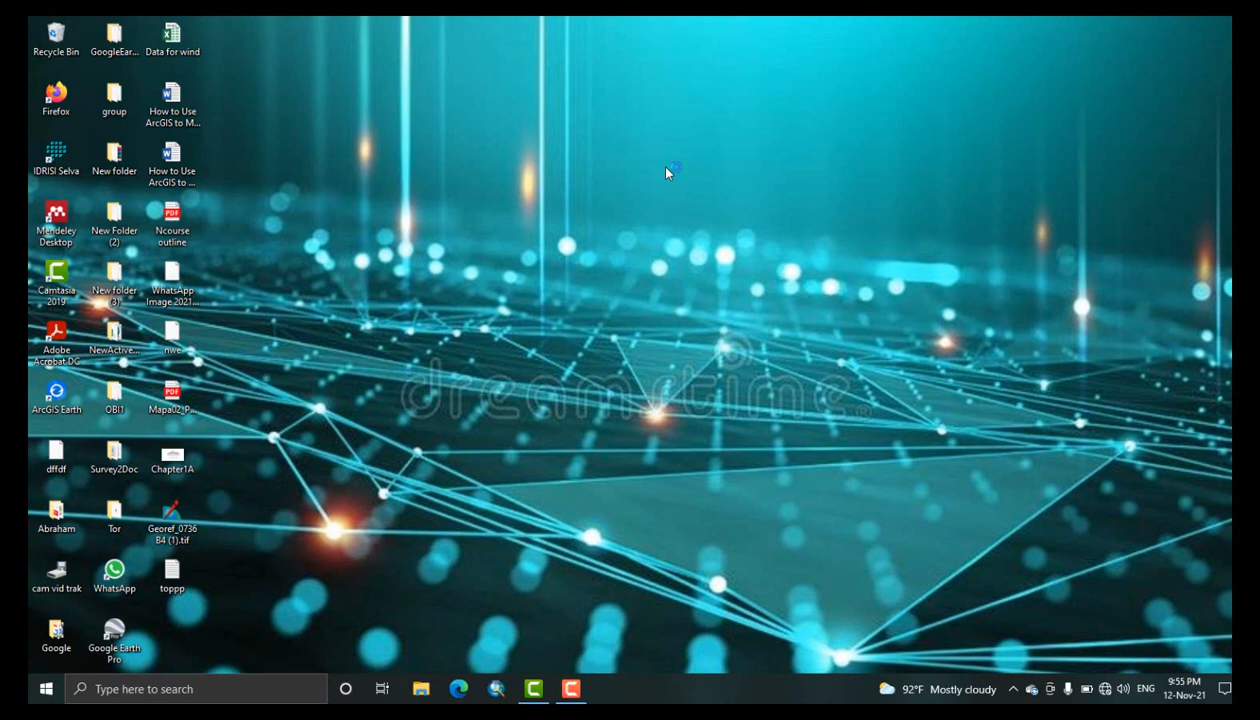 Recycle Bin
GoogleEar...
Data for wind
Firefox
group
How to Use
ArcGIS to M...
IDRISI Selva
New folder
How to Use
ArcGIS to ...
Mendeley
Desktop
New Folder
(2)
Ncourse
outline
Camtasia
2019
New folder
(3)
WhatsApp
Image 2021...
Adobe
Acrobat DC
NewActive...
nwe
ArcGIS Earth
OBI1
Mapa02_P...
dreamstime
dffdf
Survey2Doc
Chapter1A
Abraham
Tor
Georef_0736
B4 (1).tif
cam vid trak
WhatsApp
toppp
Google
Google Earth
Pro
Type here to search
92°F Mostly cloudy
ENG
9:55 PM
12-Nov-21